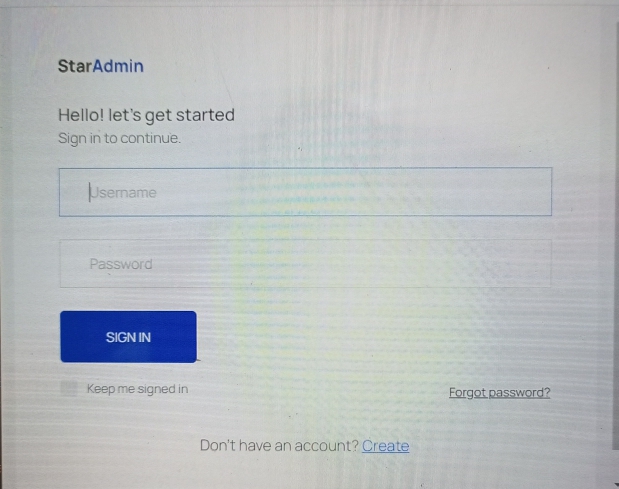 StarAdmin
Hello! let's get started
Sign in to continue.
Username
Password
SIGN IN
Keep me signed in
Forgot password?
Don't have an account? Create